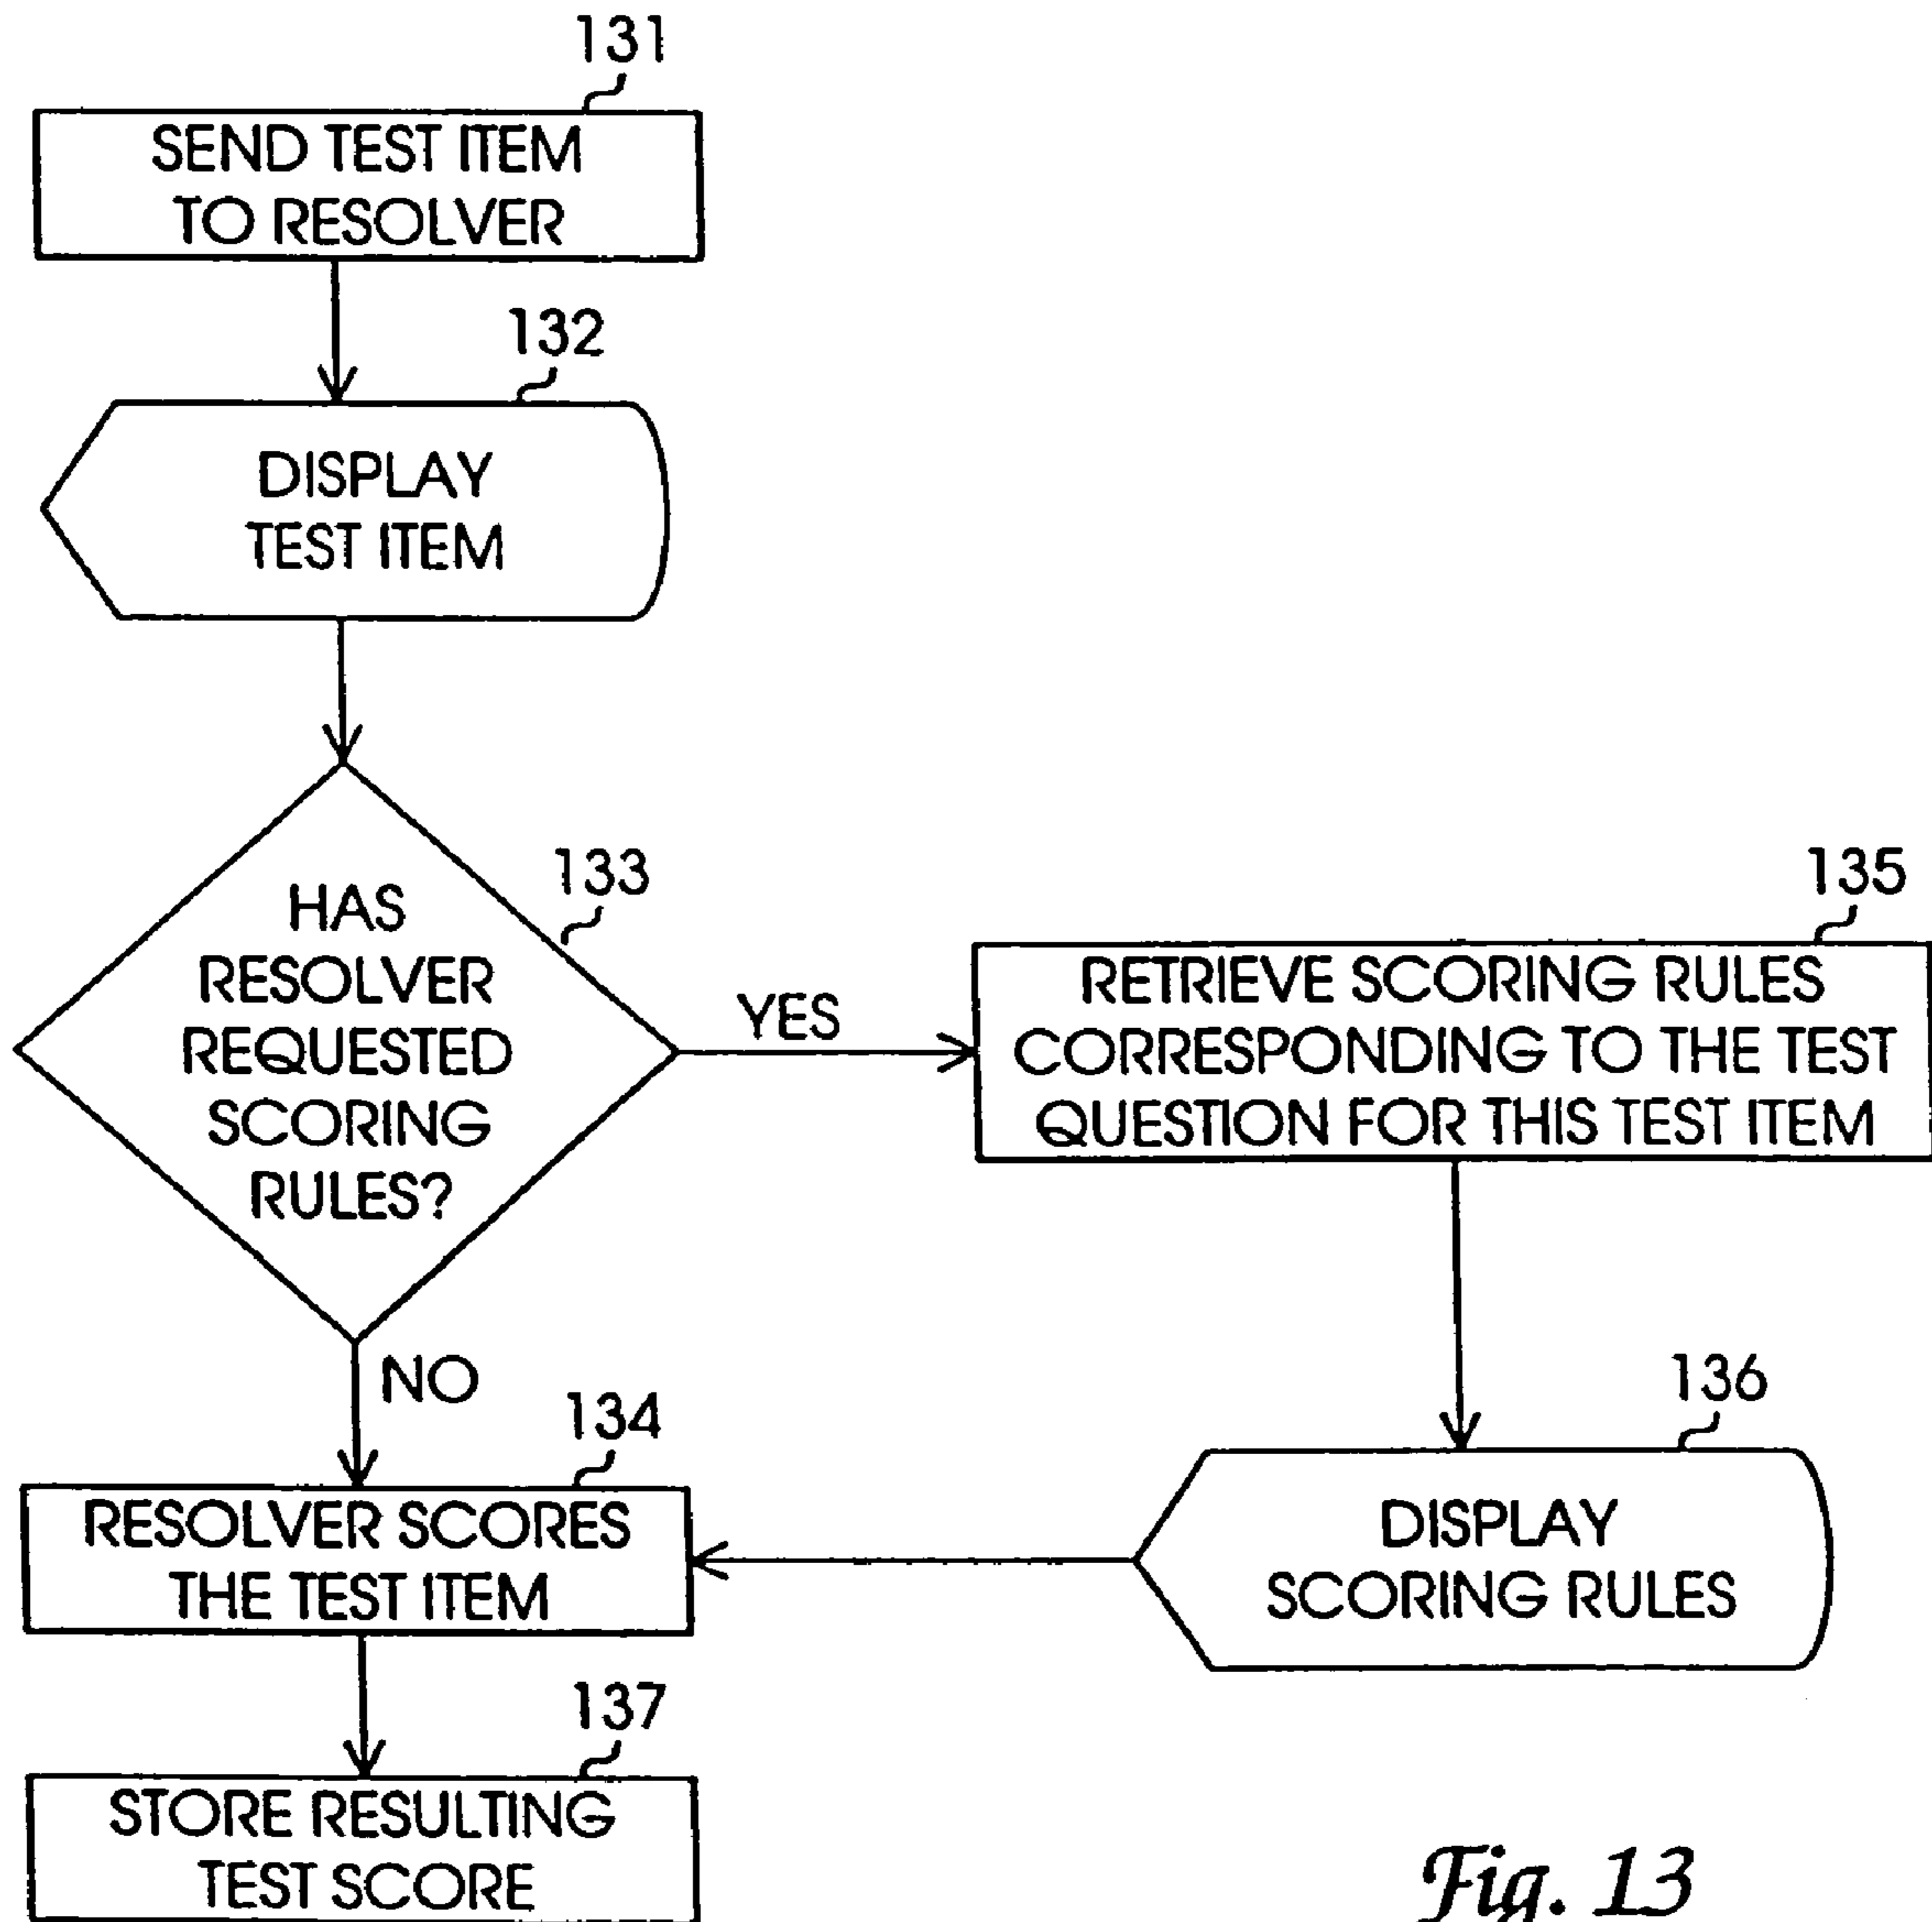 131
SEND TEST ITEM
TO RESOLVER
132
DISPLAY
TEST ITEM
133
HAS
RESOLVER
REQUESTED
SCORING
RULES?
YES
135
RETRIEVE SCORING RULES
CORRESPONDING TO THE TEST
QUESTION FOR THIS TEST ITEM
NO
134
RESOLVER SCORES
THE TEST ITEM
136
DISPLAY
SCORING RULES
137
STORE RESULTING
TEST SCORE
Fig. 13